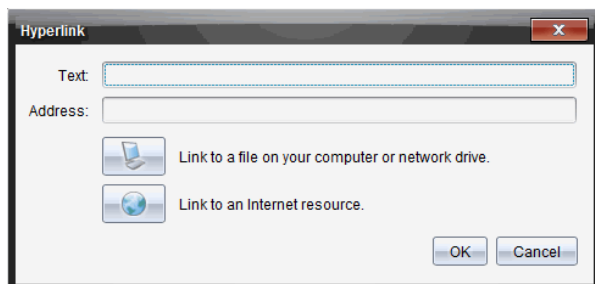 Hyperlink
Text:
Address:
Link to a file on your computer or network drive.
Link to an Internet resource.
OK Cancel